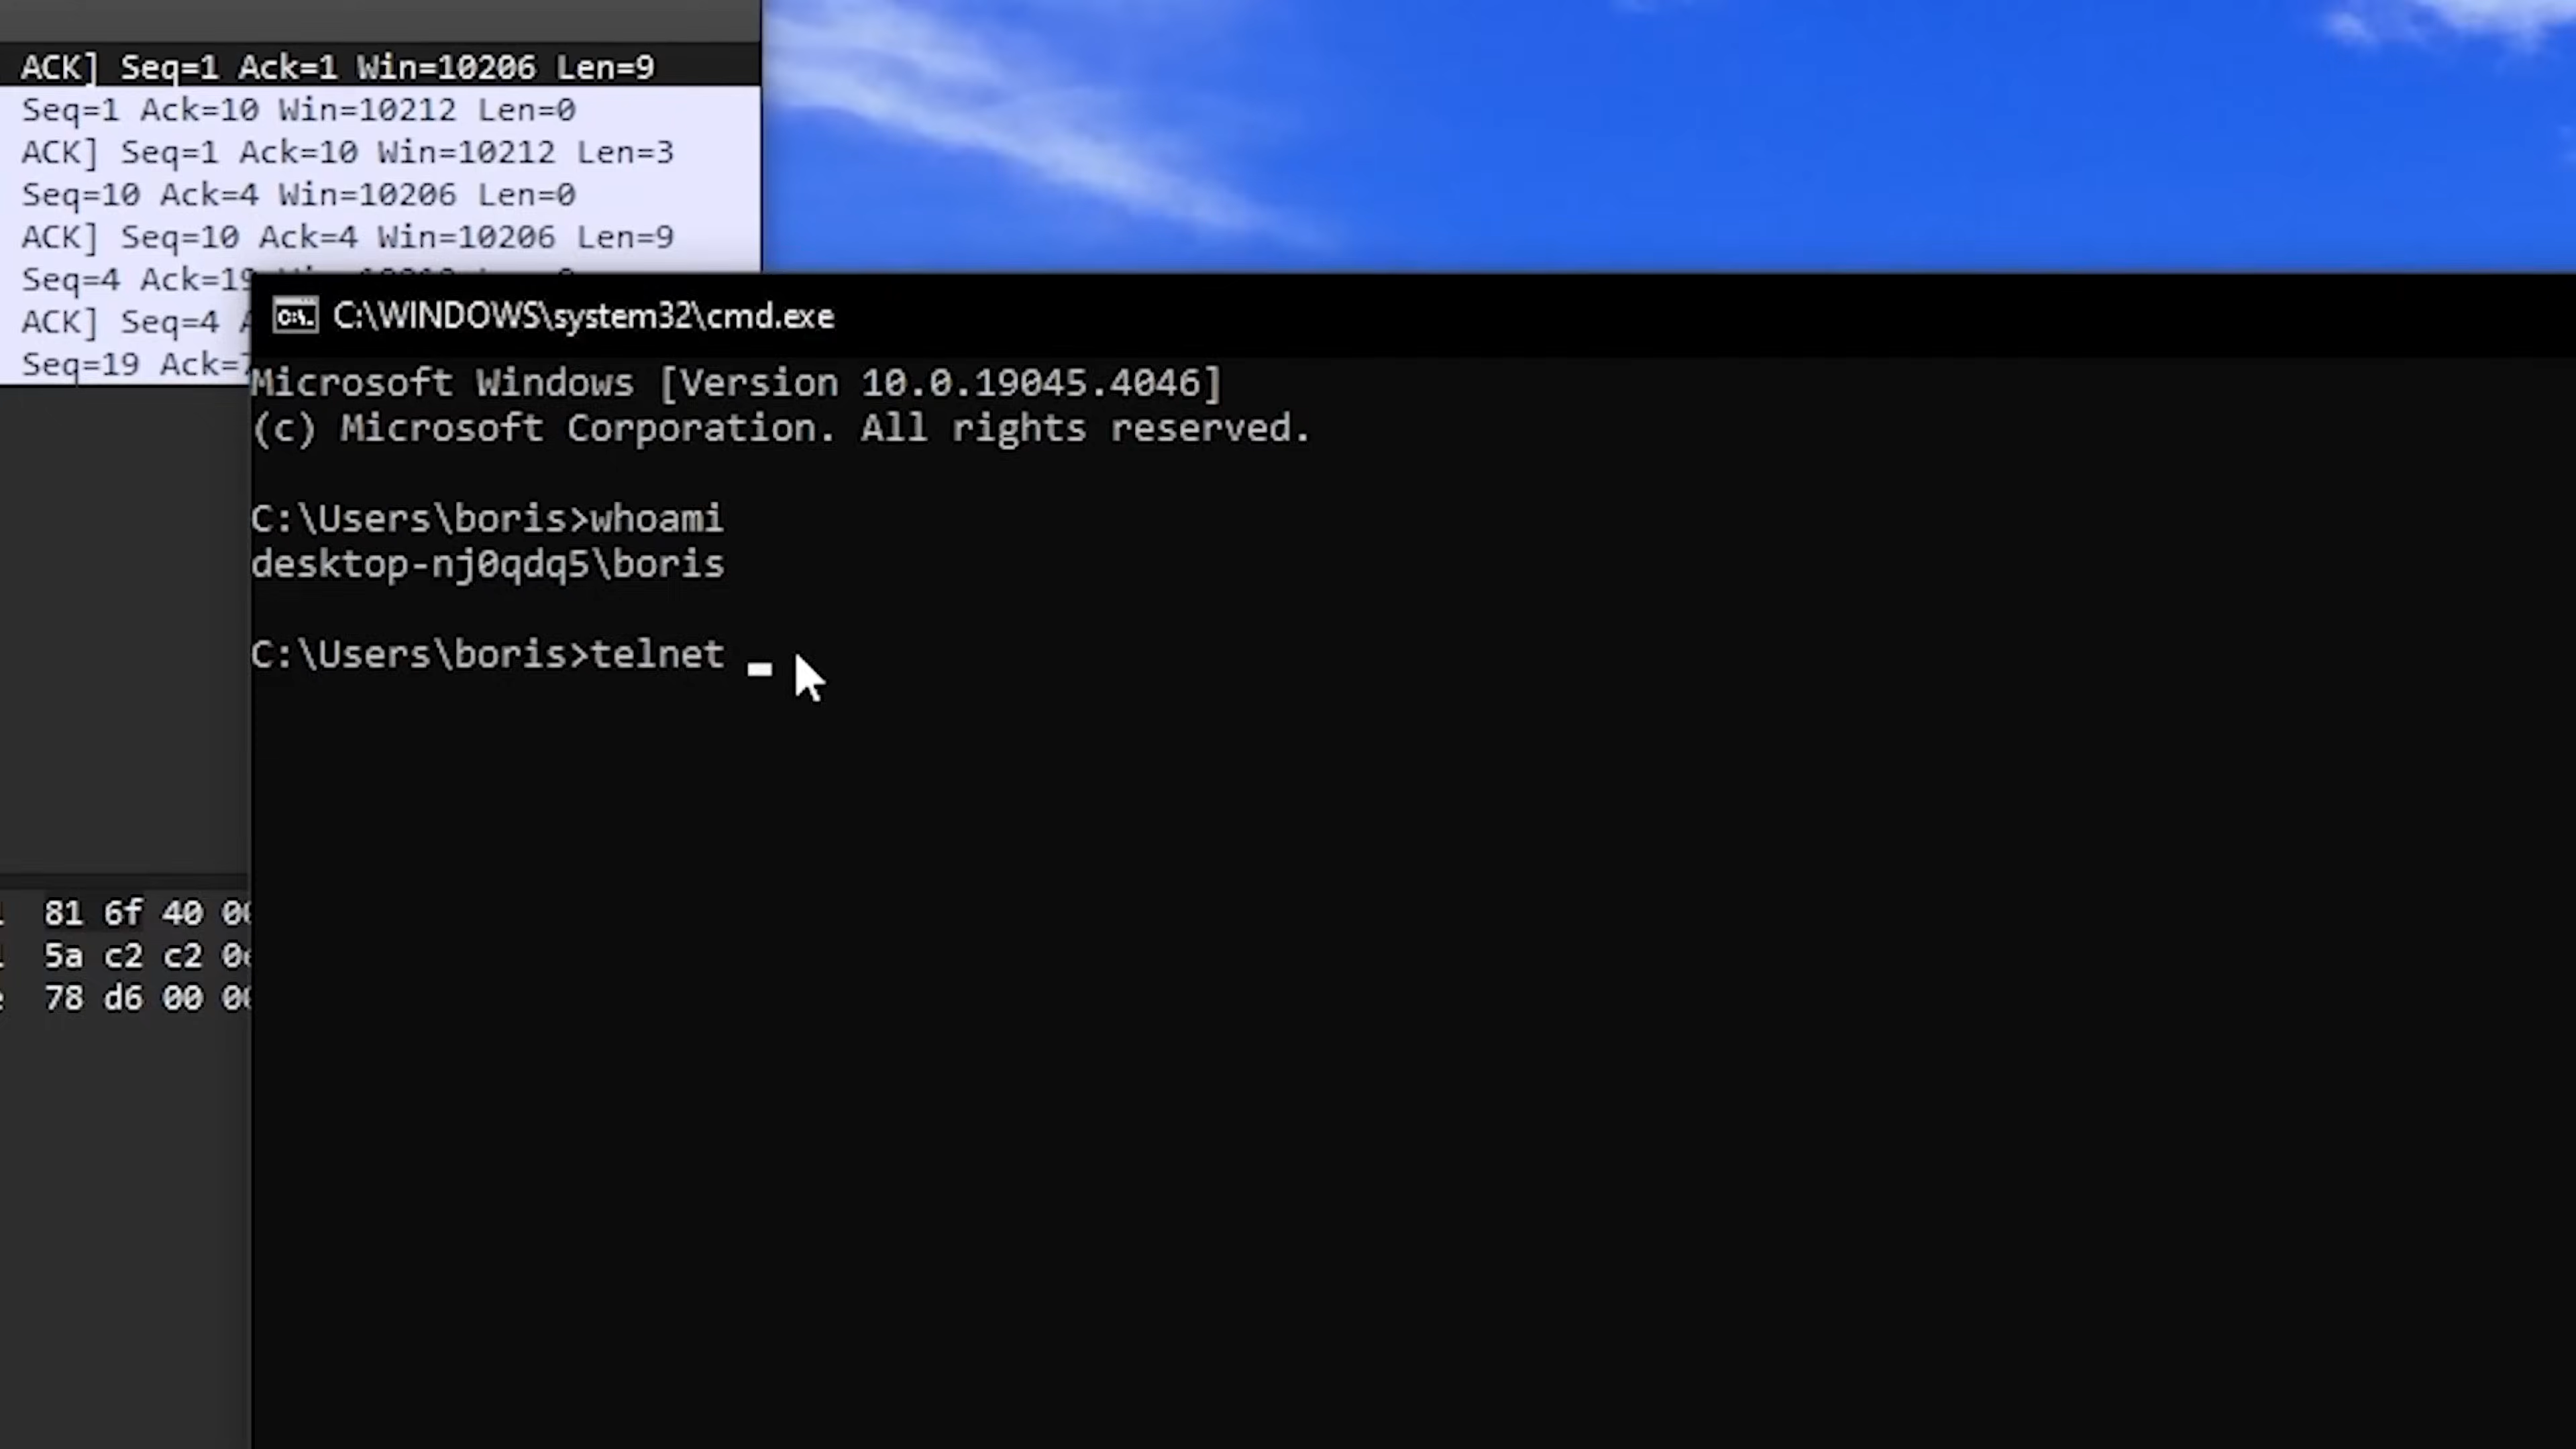 ACK] Seq=1 Ack=1 Win=10206 Len=9
Seq=1 Ack=10 Win=10212 Len=0
ACK] Seq=1 Ack=10 Win=10212 Len=3
Seq=10 Ack=4 Win=10206 Len=0
ACK] Seq=10 Ack=4 Win=10206 Len=9
Seq=4 Ack=19
ACK] Seq=4
Seq=19 Ack=7
C:\WINDOWS\system32\cmd.exe
Microsoft Windows [Version 10.0.19045.4046]
(c) Microsoft Corporation. All rights reserved.
C:\Users\boris>whoami
desktop-nj0qdq5\boris
C:\Users\boris>telnet
81 6f 40
5a c2 c2
78 d6 00